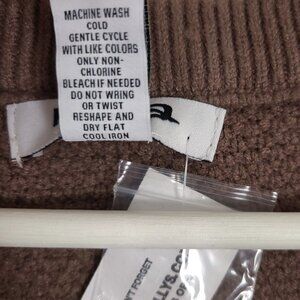 MACHINE WASH
COLD
GENTLE CYCLE
WITH LIKE COLORS
ONLY NON-
CHLORINE
BLEACH IF NEEDED
DO NOT WRING
OR TWIST
RESHAPE AND
DRY FLAT
COOL IRON
FORGET